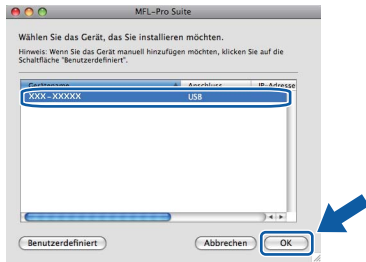 MFL-Pro Suite
Wählen Sie das Gerät, das Sie installieren möchten.
Hinweis: Wenn Sie das Gerät manuell hinzufügen möchten, klicken Sie auf die
Schaltfläche "Benutzerdefiniert".
Gerätename Anschluss IP-Adresse
XXX-XXXXX USB
Benutzerdefiniert Abbrechen OK